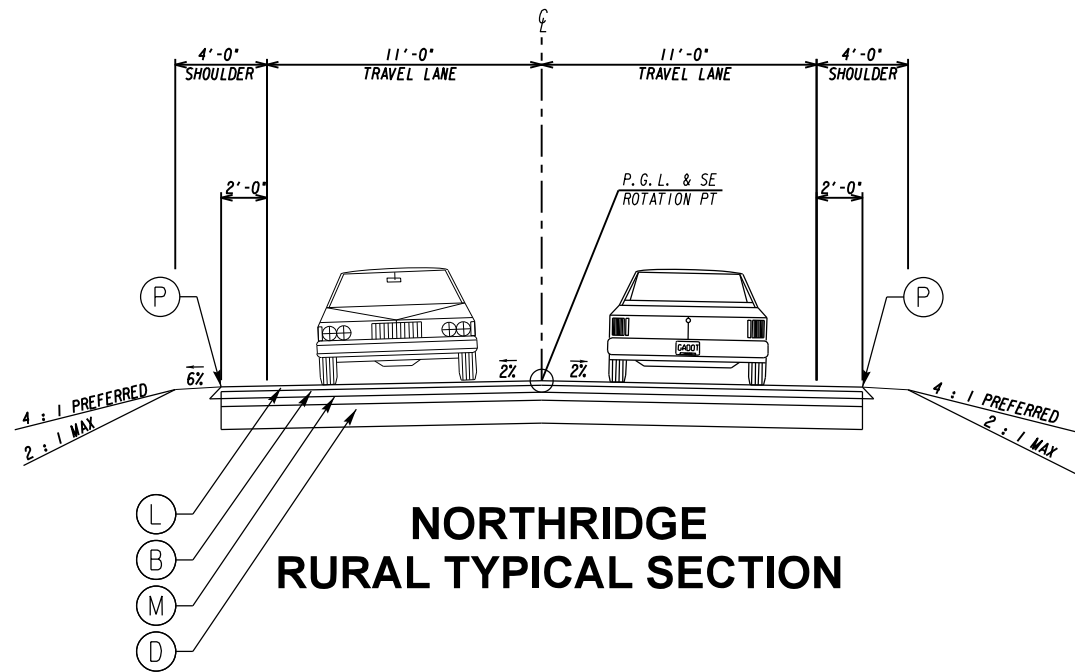 ℄
4'-0" 11'-0" 11'-0" 4'-0"
SHOULDER TRAVEL LANE TRAVEL LANE SHOULDER
2'-0" P.G.L. & SE 2'-0"
ROTATION PT
P P
GADOT
6% 2% 2%
4 : 1 PREFERRED 4 : 1 PREFERRED
2 : 1 MAX 2 : 1 MAX
L
B
M
D
NORTHRIDGE
RURAL TYPICAL SECTION